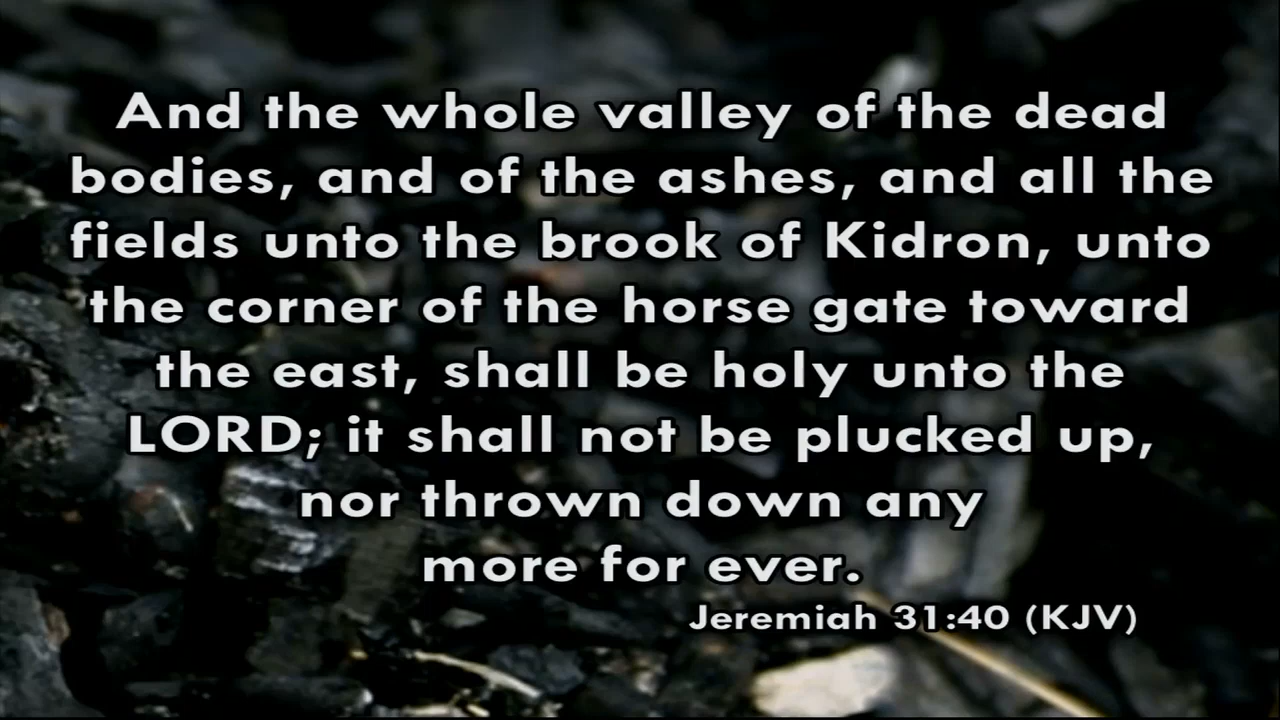 And the whole valley of the dead
bodies, and of the ashes, and all the
fields unto the brook of Kidron, unto
the corner of the horse gate toward
the east, shall be holy unto the
LORD; it shall not be plucked up,
nor thrown down any
more for ever.
Jeremiah 31:40 (KJV)